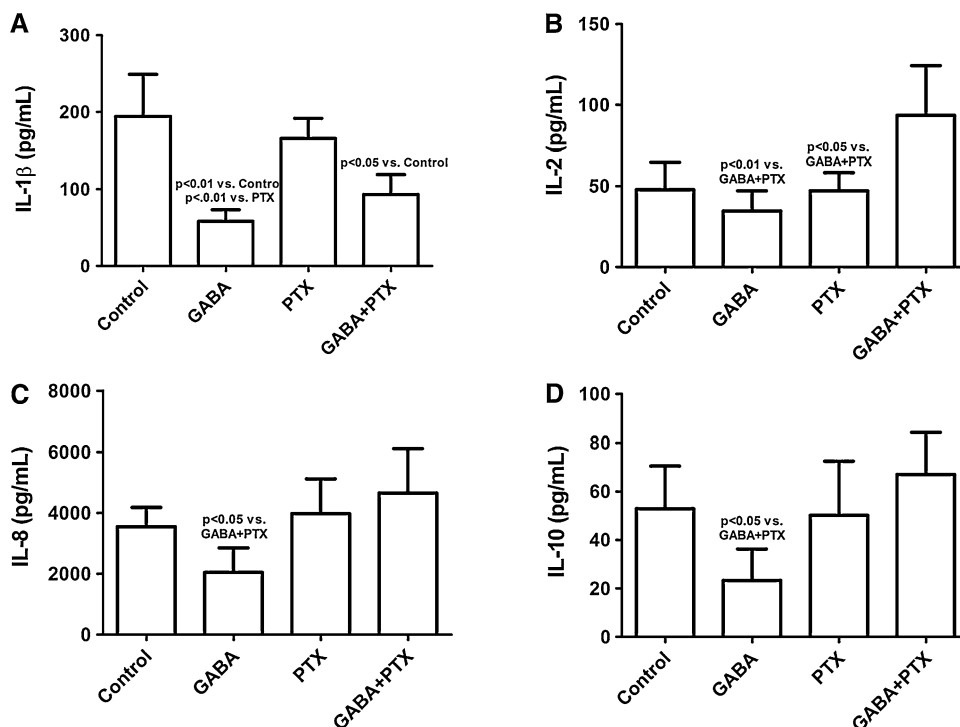 A
IL-1β (pg/mL)
300
200
100
0
p<0.01 vs. Contro
p<.0.01 vs. PTX
p<0.05 vs. Control
Control
GABA
PTX
GABA+PTX
B
IL-2 (pg/mL)
150
100
50
0
p<0.01 vs.
GABA+PTX
p<0.05 vs.
GABA+PTX
Control
GABA
PTX
GABA+PTX
C
IL-8 (pg/mL)
8000
6000
4000
2000
0
p<0.05 vs.
GABA+PTX
Control
GABA
PTX
GABA+PTX
D
IL-10 (pg/mL)
100
80
60
40
20
0
p<0.05 vs.
GABA+PTX
Control
GABA
PTX
GABA+PTX